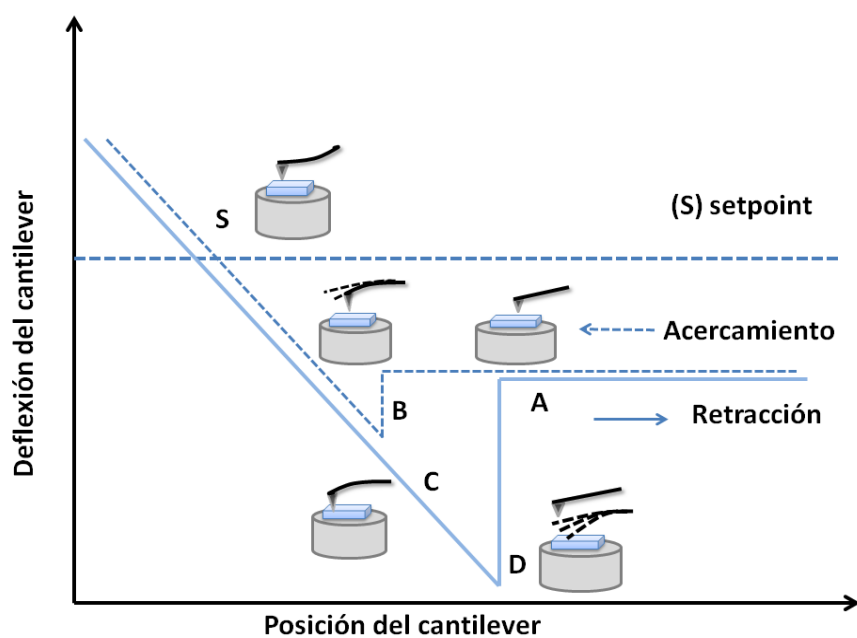 S
(S) setpoint
Acercamiento
A
B
Retracción
C
D
Deflexión del cantilever
Posición del cantilever